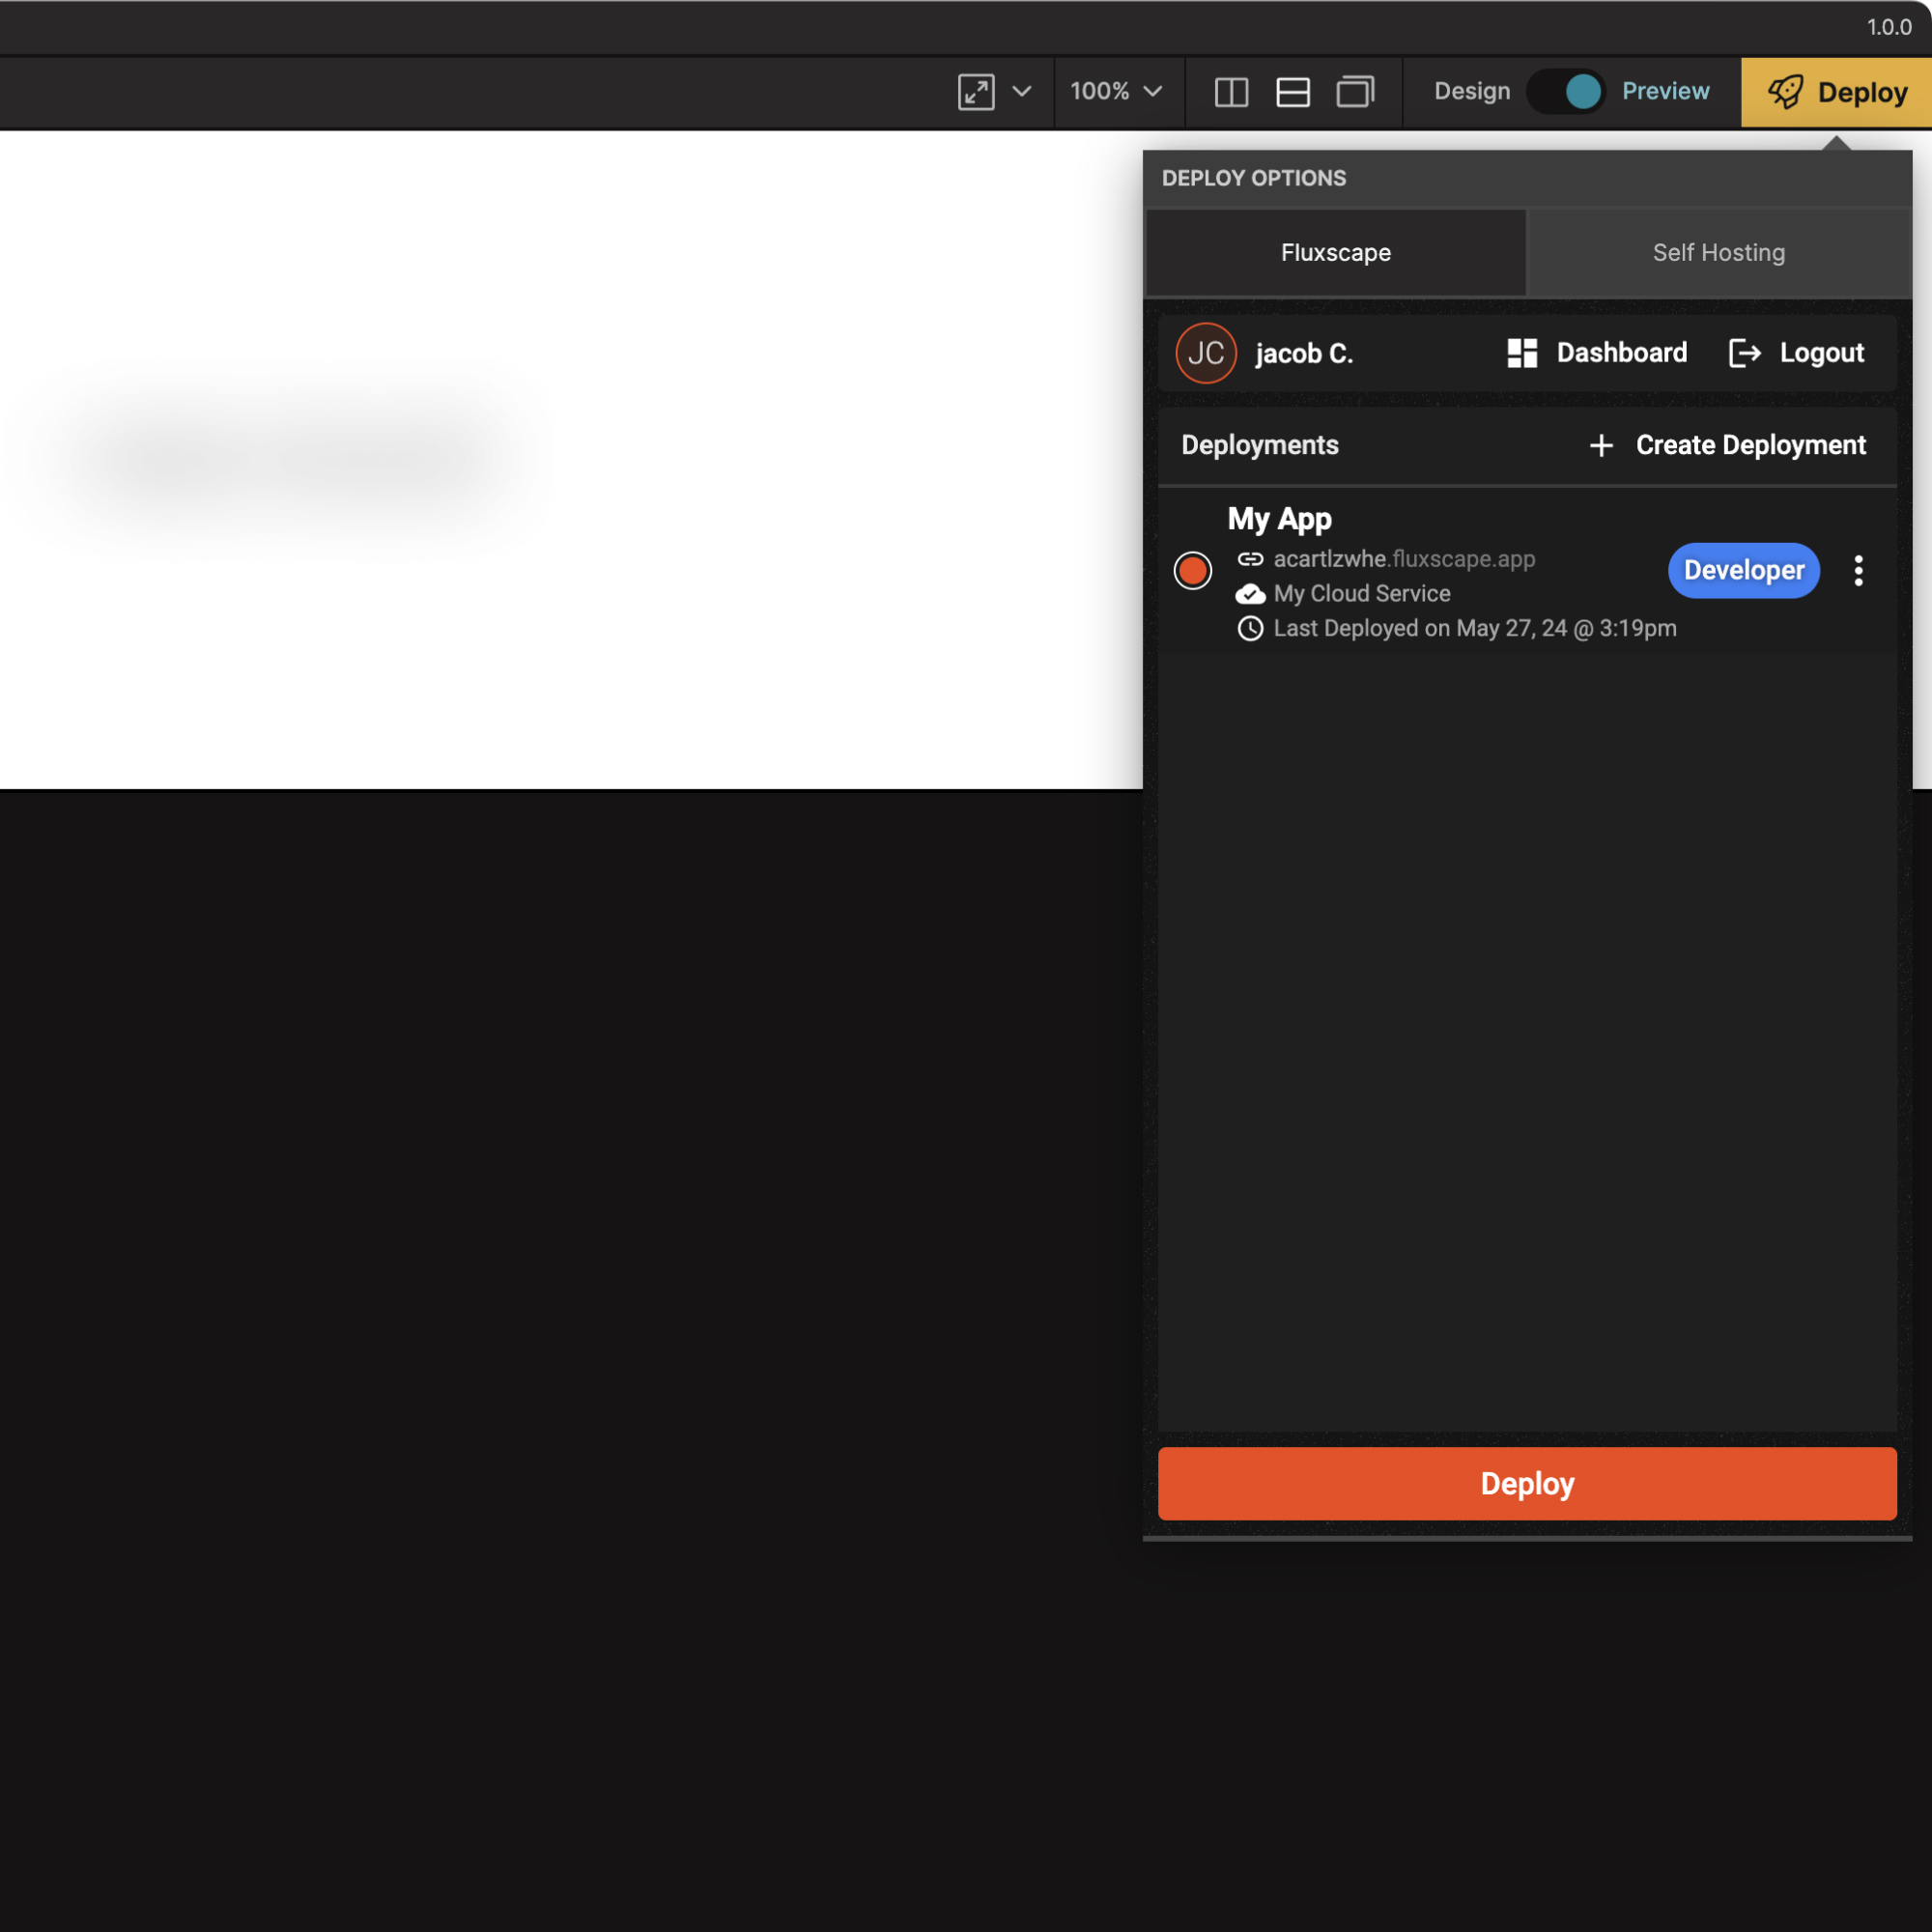 1.0.0
100% Design Preview Deploy
DEPLOY OPTIONS
Fluxscape Self Hosting
JC jacob C. Dashboard Logout
Deployments + Create Deployment
My App
acartlzwhe.fluxscape.app
Developer
My Cloud Service
Last Deployed on May 27, 24 @ 3:19pm
Deploy